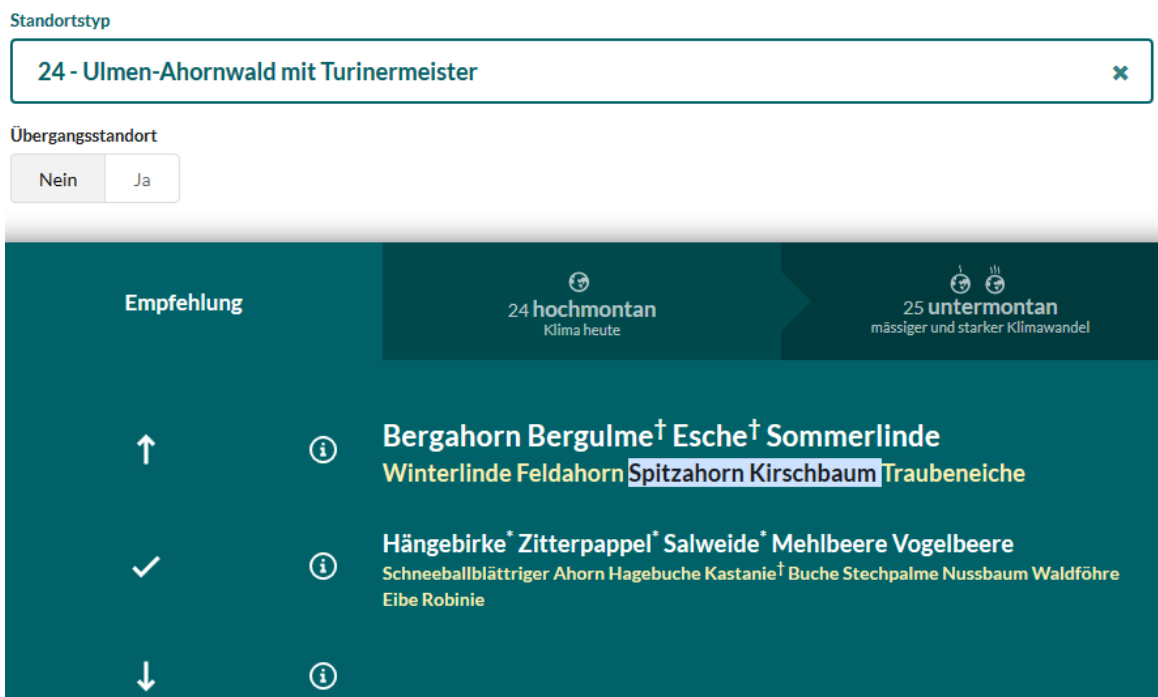 Standortstyp
24 - Ulmen-Ahornwald mit Turinermeister
Übergangsstandort
Nein Ja
Empfehlung
24 hochmontan
Klima heute
25 untermontan
mässiger und starker Klimawandel
Bergahorn Bergulme† Esche† Sommerlinde
Winterlinde Feldahorn Spitzahorn Kirschbaum Traubeneiche
Hängebirke* Zitterpappel* Salweide* Mehlbeere Vogelbeere
Schneeballblättriger Ahorn Hagebuche Kastanie† Buche Stechpalme Nussbaum Waldföhre
Eibe Robinie